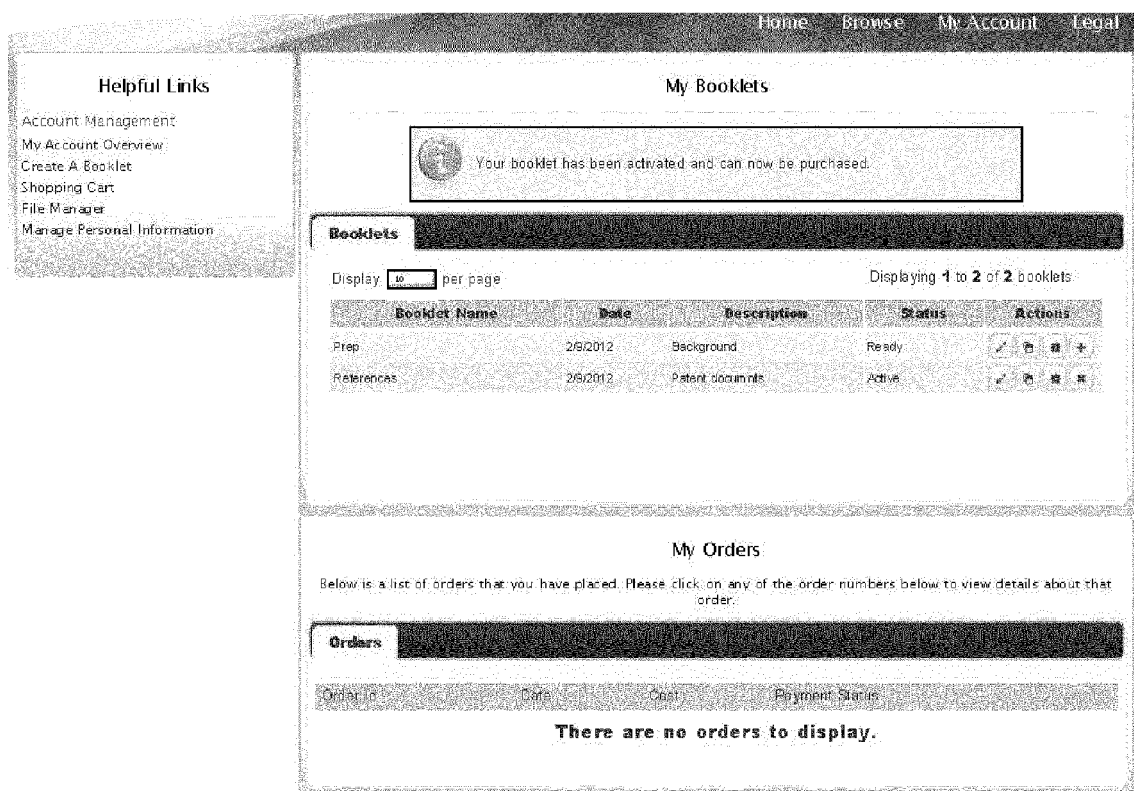 Home Browse My Account Legal
Helpful Links
Account Management
My Account Overview
Create A Booklet
Shopping Cart
File Manager
Manage Personal Information
My Booklets
Your booklet has been activated and can now be purchased.
Booklets
Display 10 per page
Displaying 1 to 2 of 2 booklets
Booklet Name Date Description Status Actions
Prep 2/9/2012 Background Ready
References 2/9/2012 Patent documnts Active
My Orders
Below is a list of orders that you have placed. Please click on any of the order numbers below to view details about that
order.
Orders
Order Id Date Cost Payment Status
There are no orders to display.